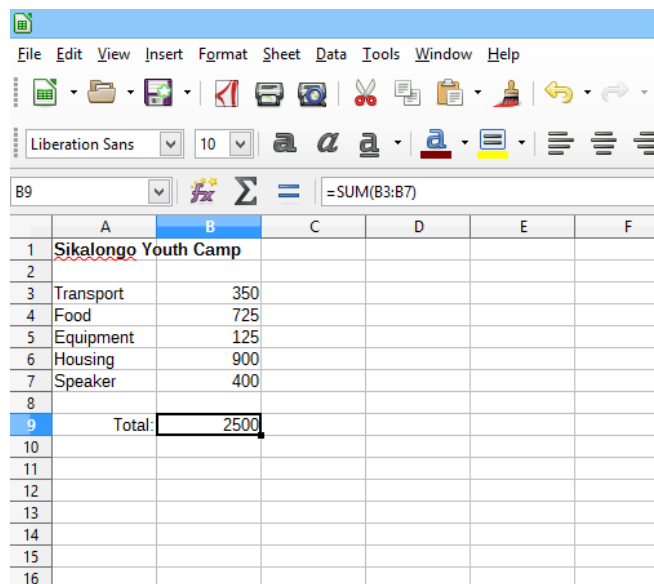 File Edit View Insert Format Sheet Data Tools Window Help
Liberation Sans 10 a a a a
B9 fx Σ = =SUM(B3:B7)
A B C D E F
1 Sikalongo Youth Camp
2
3 Transport 350
4 Food 725
5 Equipment 125
6 Housing 900
7 Speaker 400
8
9 Total: 2500
10
11
12
13
14
15
16